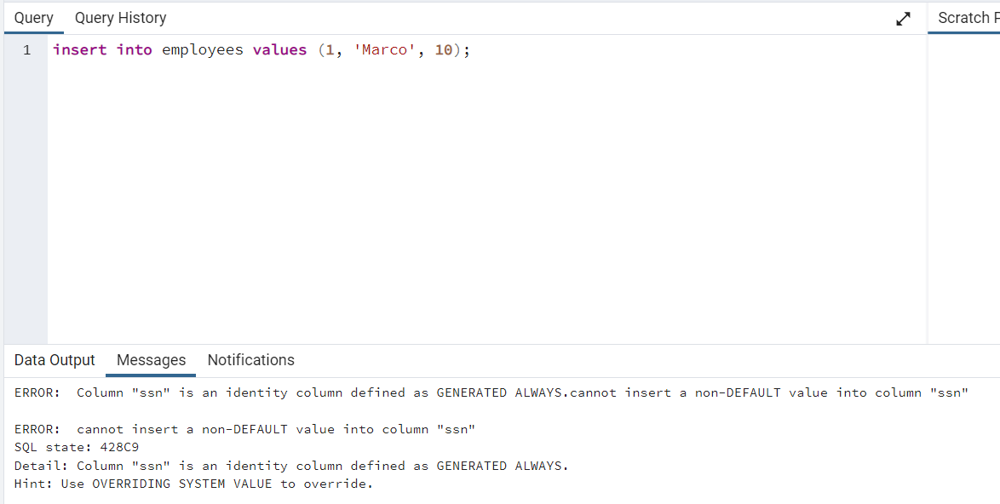 Query Query History Scratch P
1 insert into employees values (1, 'Marco', 10);
Data Output Messages Notifications
ERROR:  Column "ssn" is an identity column defined as GENERATED ALWAYS.cannot insert a non-DEFAULT value into column "ssn"
ERROR:  cannot insert a non-DEFAULT value into column "ssn"
SQL state: 428C9
Detail: Column "ssn" is an identity column defined as GENERATED ALWAYS.
Hint: Use OVERRIDING SYSTEM VALUE to override.